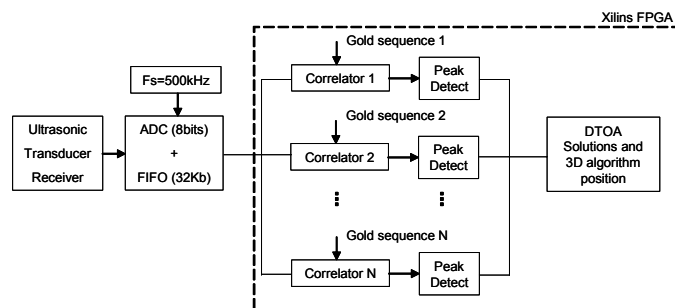 Xilins FPGA
Gold sequence 1
Fs=500kHz
Correlator 1
Peak
Detect
Ultrasonic
Transducer
Receiver
ADC (8bits)
+
FIFO (32Kb)
Gold sequence 2
Correlator 2
Peak
Detect
DTOA
Solutions and
3D algorithm
position
Gold sequence N
Correlator N
Peak
Detect